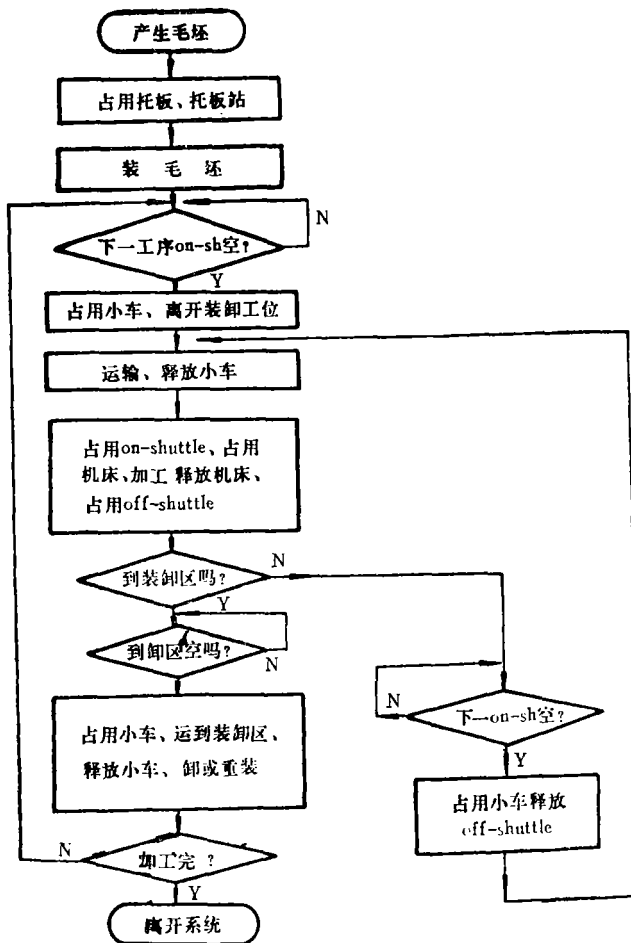 产生毛坯
占用托板、托板站
装 毛 坯
N
下一工序on-sh空?
Y
占用小车、离开装卸工位
运输、释放小车
占用on-shuttle、占用
机床、加工 释放机床、
占用off-shuttle
到装卸区吗?
N
Y
到卸区空吗?
N
占用小车、运到装卸区、
释放小车、卸或重装
N
下一on-sh空?
Y
占用小车释放
off-shuttle
N
加工完 ?
Y
离开系统